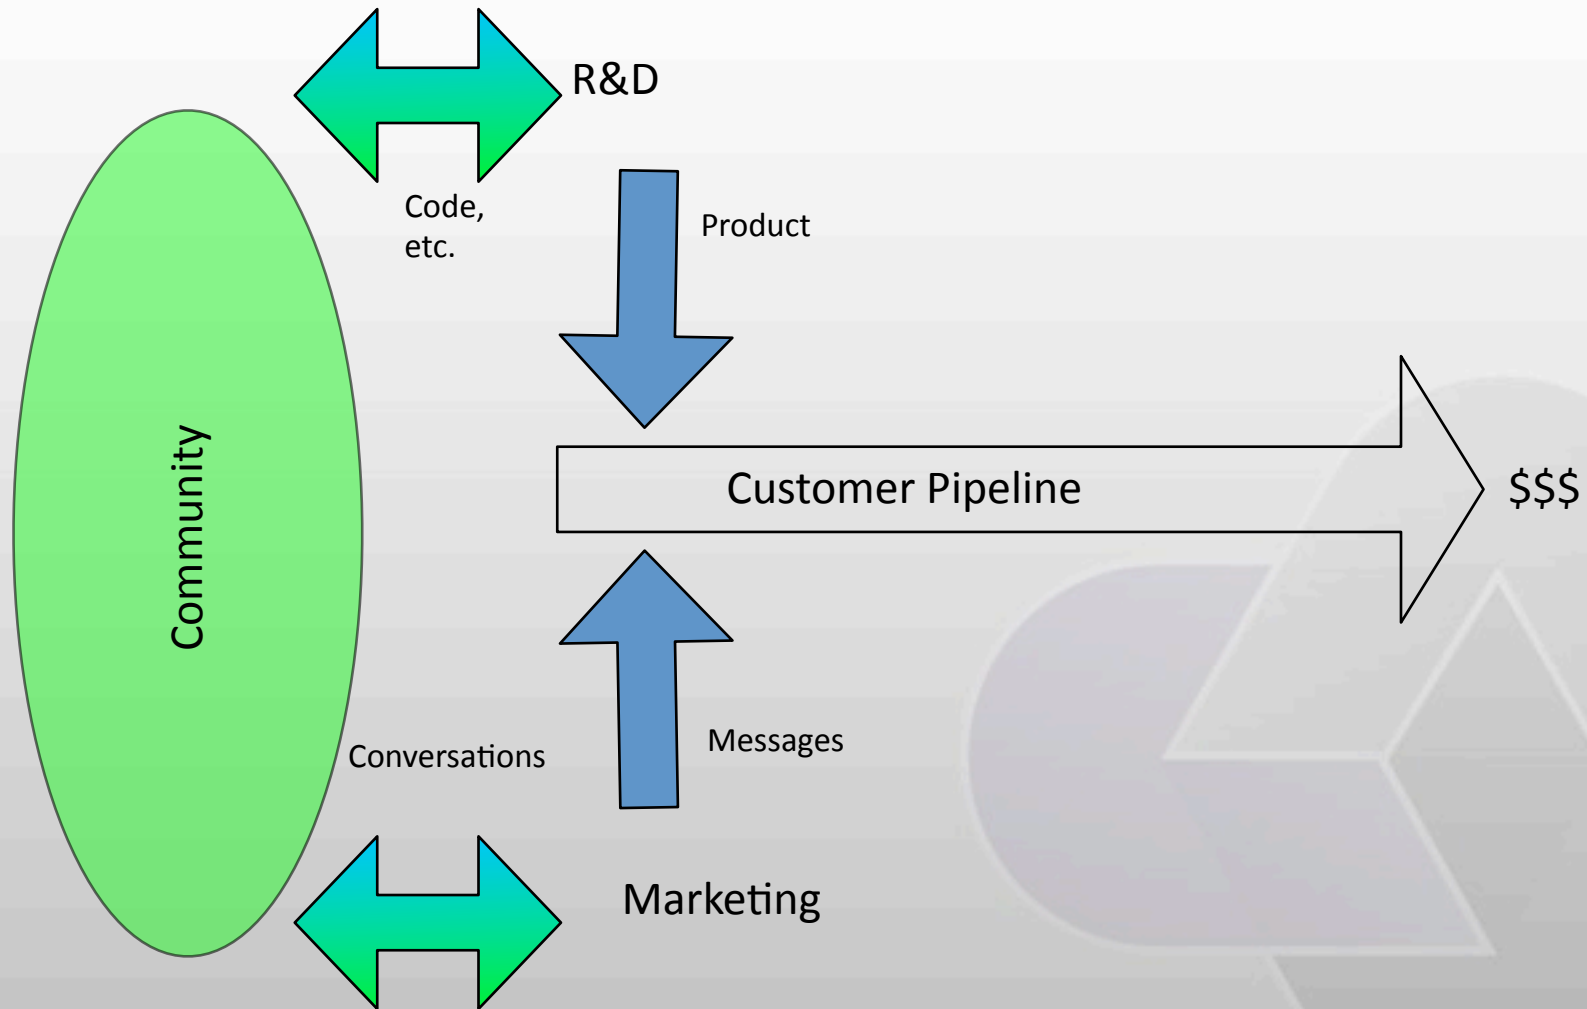 R&D
Code,
etc.
Product
Community
Customer Pipeline
$$$
Conversations
Messages
Marketing